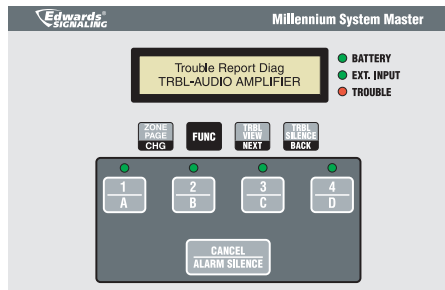 Edwards®
SIGNALING
Millennium System Master
Trouble Report Diag
TRBL-AUDIO AMPLIFIER
BATTERY
EXT. INPUT
TROUBLE
ZONE
PAGE
CHG
FUNC
TRBL
VIEW
NEXT
TRBL
SILENCE
BACK
1
A
2
B
3
C
4
D
CANCEL
ALARM SILENCE